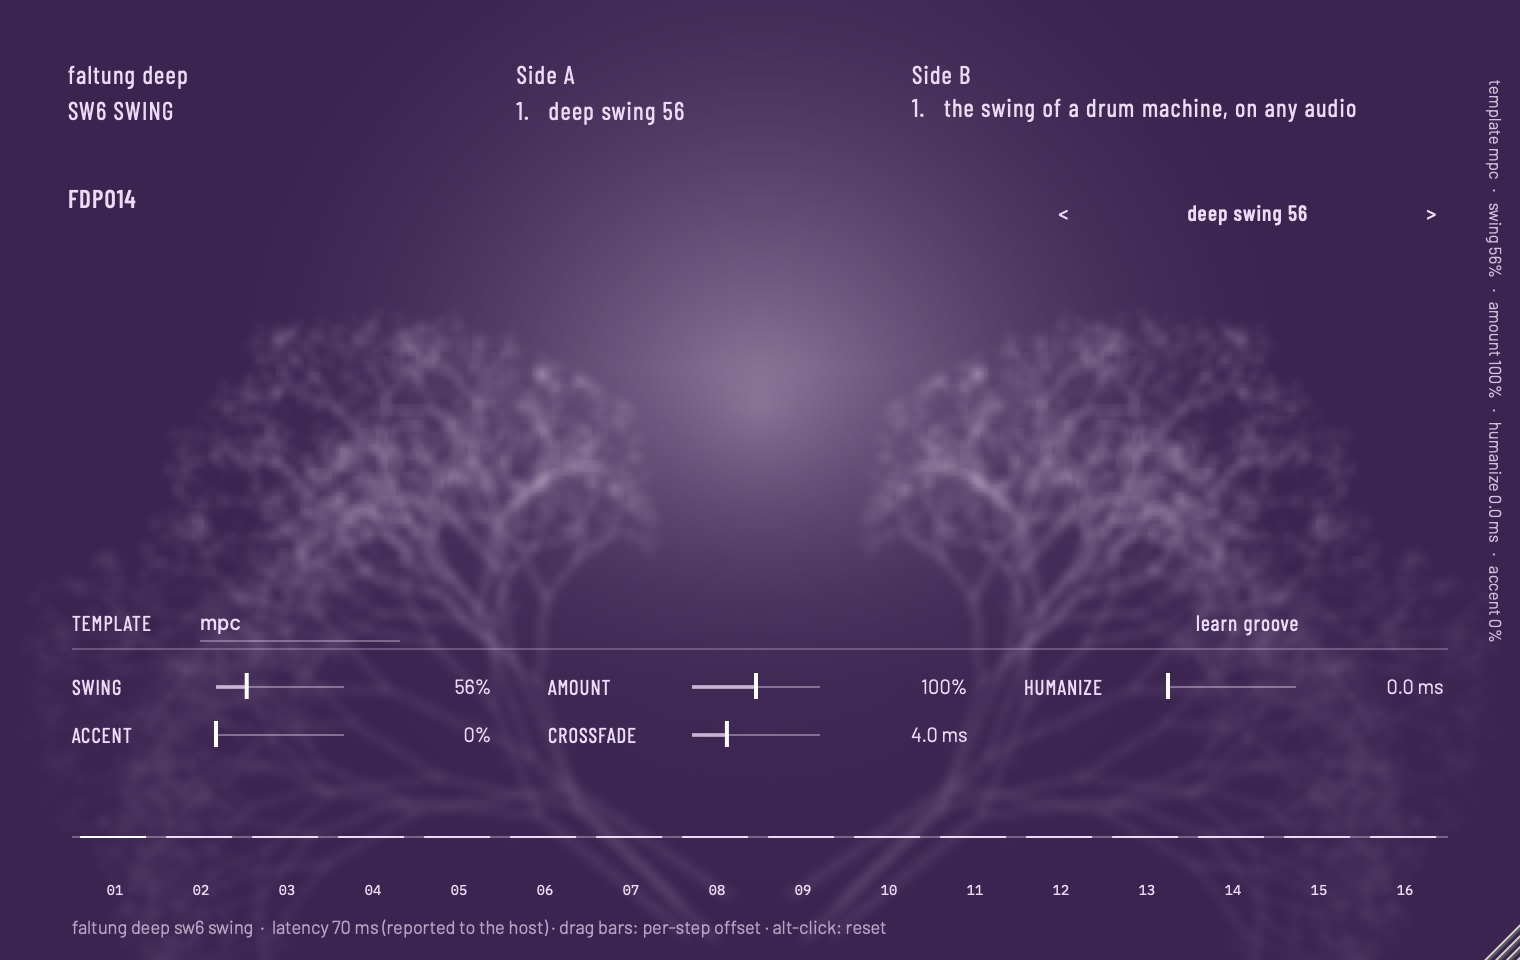 faltung deep
SW6 SWING
FDP014
Side A
1. deep swing 56
Side B
1. the swing of a drum machine, on any audio
< deep swing 56 >
template mpc · swing 56% · amount 100% · humanize 0.0 ms · accent 0%
TEMPLATE mpc learn groove
SWING 56% AMOUNT 100% HUMANIZE 0.0 ms
ACCENT 0% CROSSFADE 4.0 ms
01 02 03 04 05 06 07 08 09 10 11 12 13 14 15 16
faltung deep sw6 swing · latency 70 ms (reported to the host) · drag bars: per-step offset · alt-click: reset